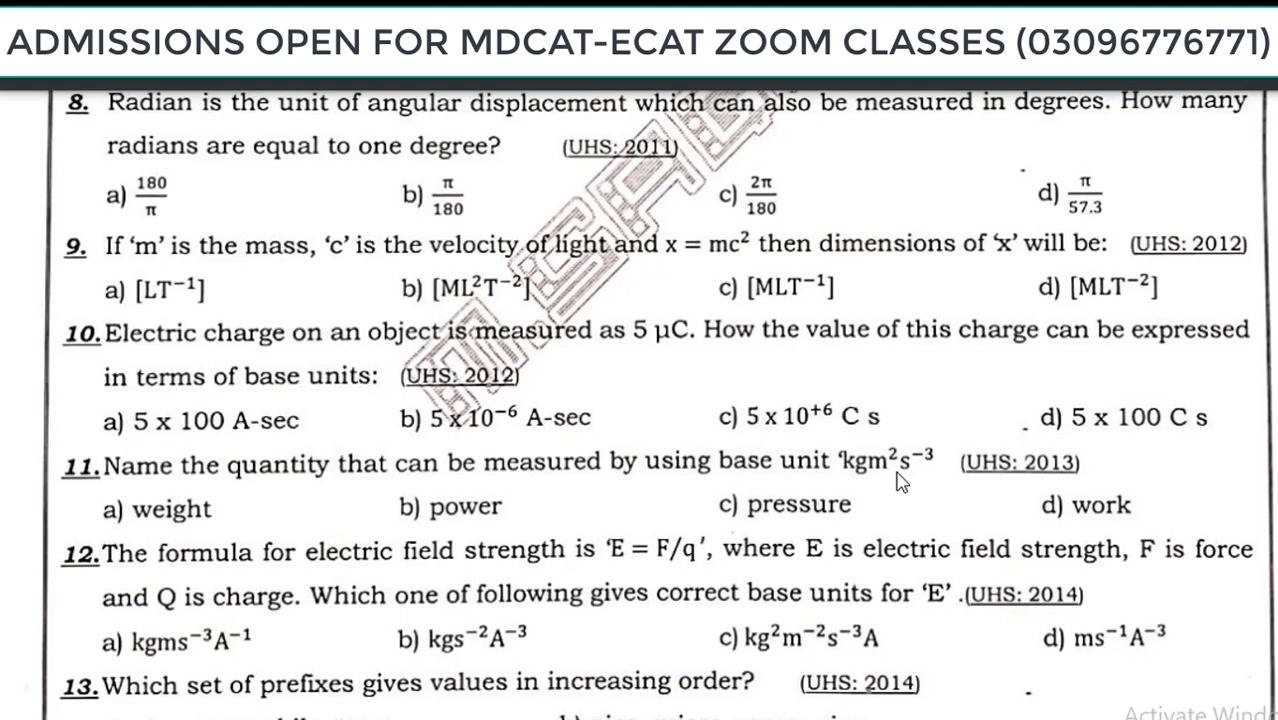 ADMISSIONS OPEN FOR MDCAT-ECAT ZOOM CLASSES (03096776771)
8. Radian is the unit of angular displacement which can also be measured in degrees. How many
radians are equal to one degree? (UHS: 2011)
a) 180/π b) π/180 c) 2π/180 d) π/57.3
9. If ‘m’ is the mass, ‘c’ is the velocity of light and x = mc² then dimensions of ‘x’ will be: (UHS: 2012)
a) [LT⁻¹] b) [ML²T⁻²] c) [MLT⁻¹] d) [MLT⁻²]
10. Electric charge on an object is measured as 5 µC. How the value of this charge can be expressed
in terms of base units: (UHS: 2012)
a) 5 x 100 A-sec b) 5 x 10⁻⁶ A-sec c) 5 x 10⁺⁶ C s d) 5 x 100 C s
11. Name the quantity that can be measured by using base unit ‘kgm²s⁻³ (UHS: 2013)
a) weight b) power c) pressure d) work
12. The formula for electric field strength is ‘E = F/q’, where E is electric field strength, F is force
and Q is charge. Which one of following gives correct base units for ‘E’ .(UHS: 2014)
a) kgms⁻³A⁻¹ b) kgs⁻²A⁻³ c) kg²m⁻²s⁻³A d) ms⁻¹A⁻³
13. Which set of prefixes gives values in increasing order? (UHS: 2014)